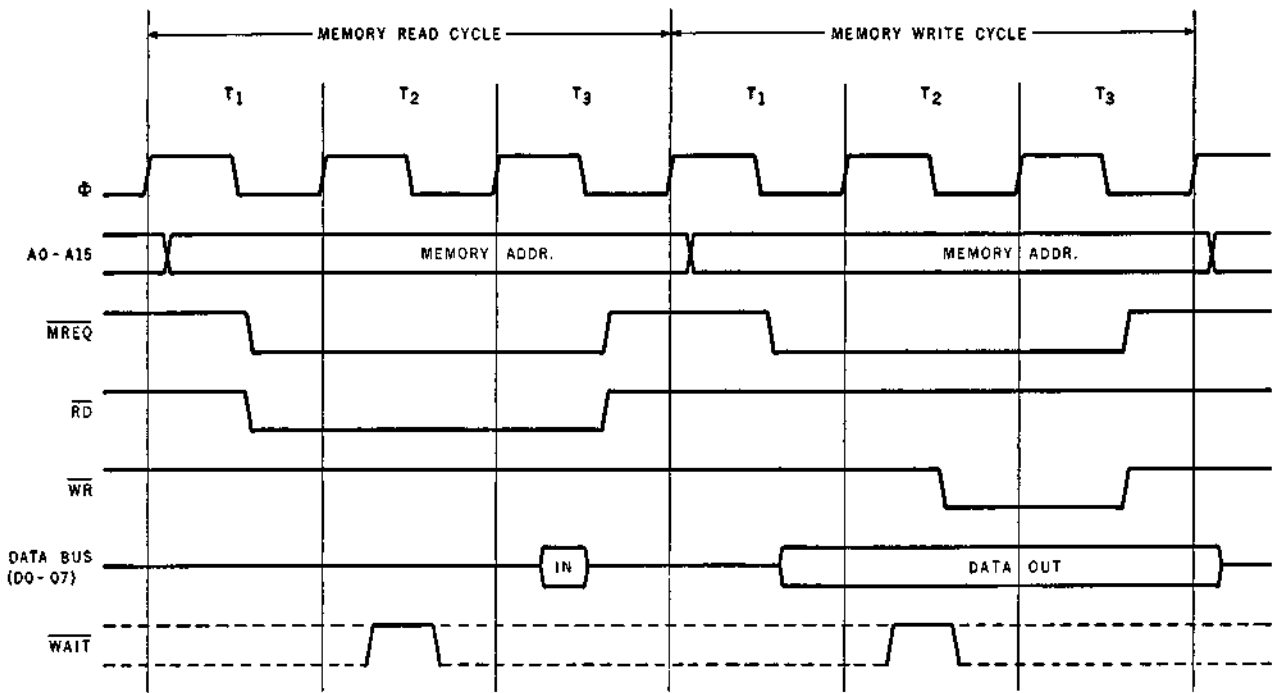 MEMORY READ CYCLE
MEMORY WRITE CYCLE
T1 T2 T3 T1 T2 T3
Φ
A0-A15 MEMORY ADDR. MEMORY ADDR.
MREQ
RD
WR
DATA BUS
(D0-07) IN DATA OUT
WAIT